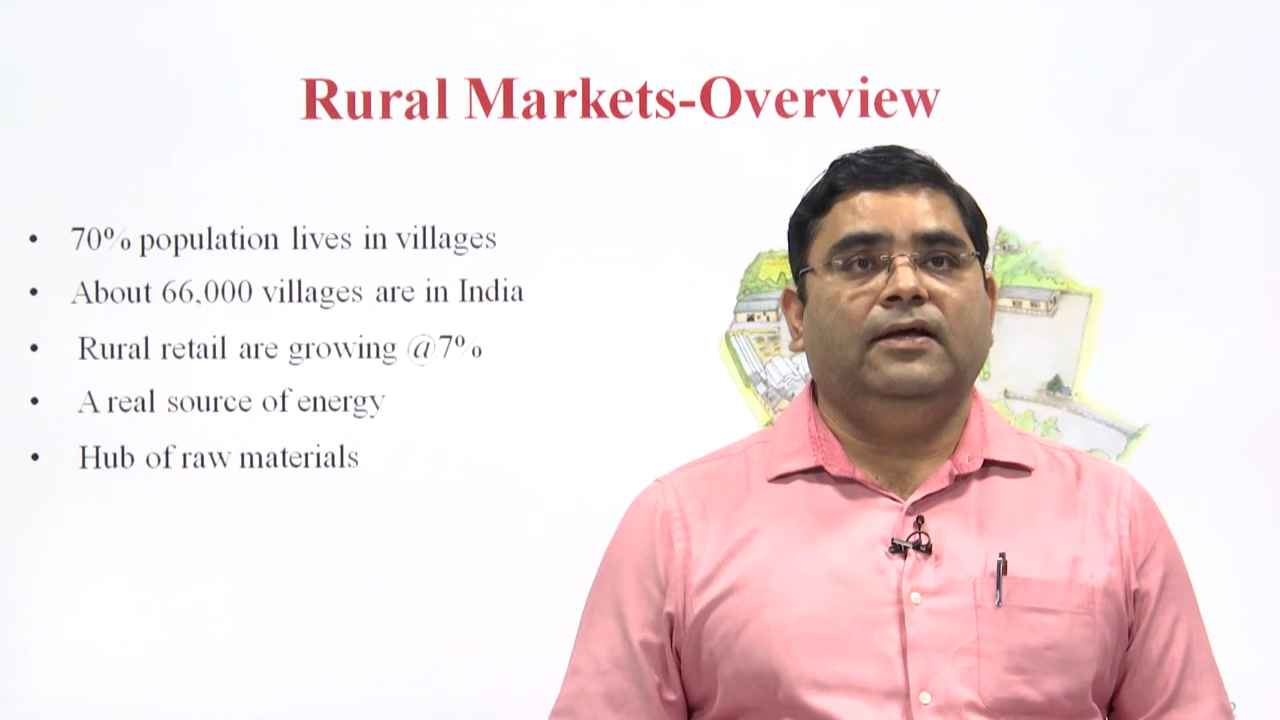 Rural Markets-Overview
• 70% population lives in villages
• About 66,000 villages are in India
• Rural retail are growing @7%
• A real source of energy
• Hub of raw materials